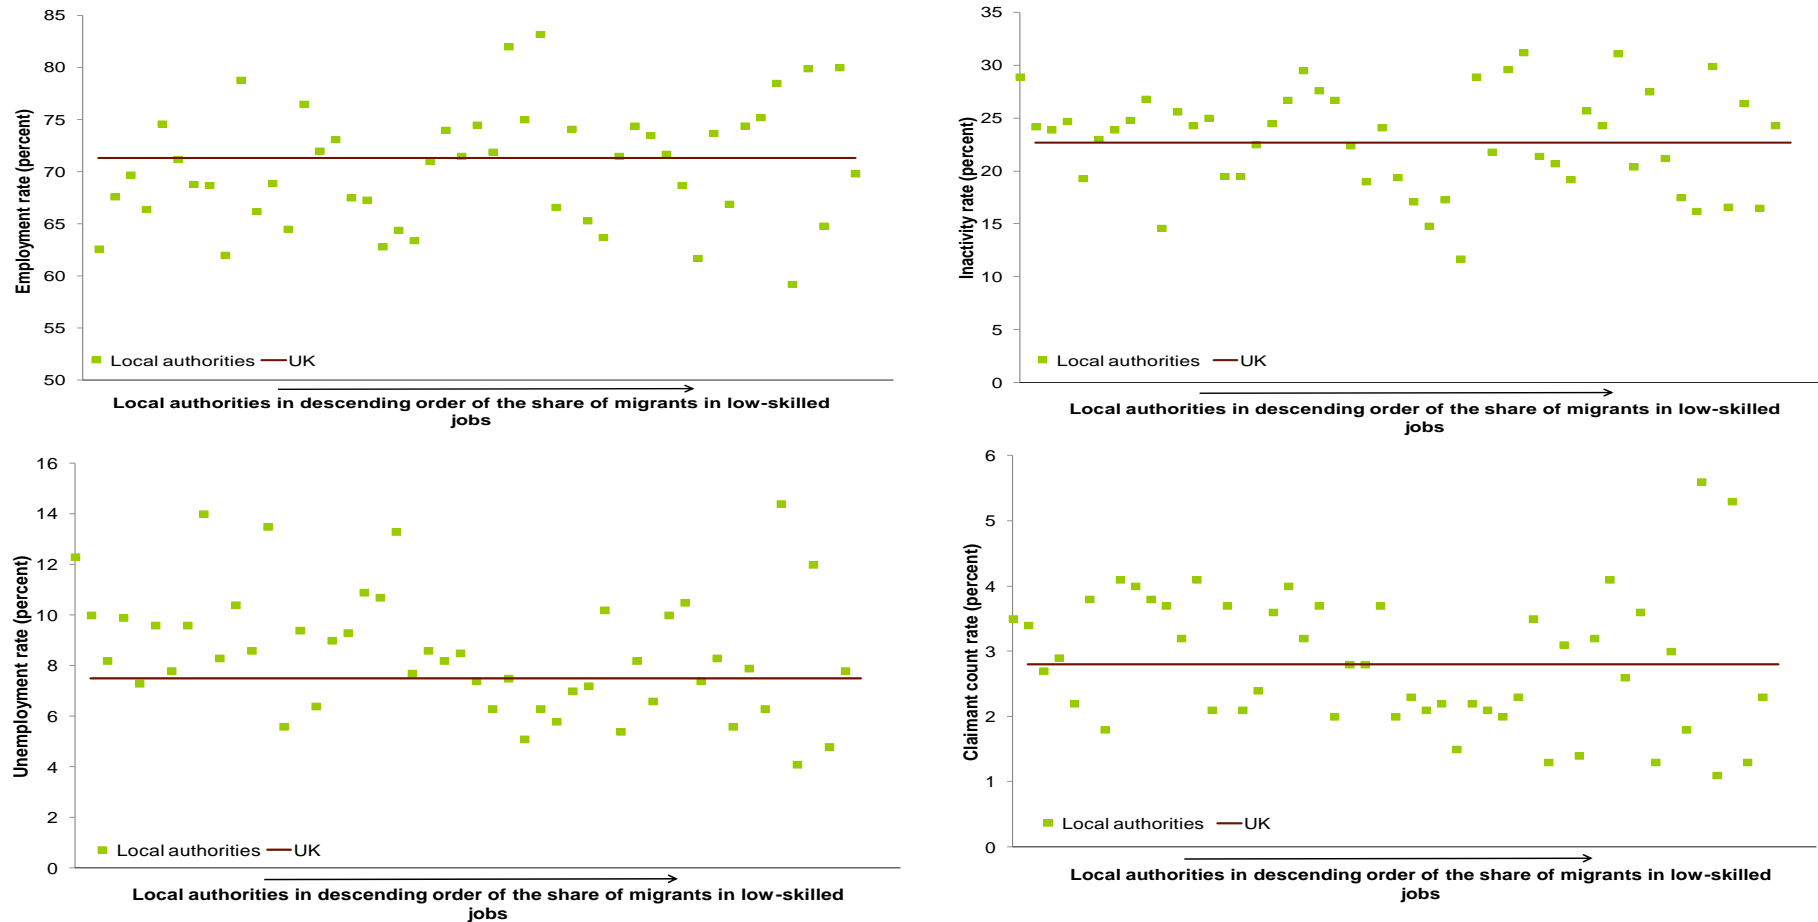 85
80
75
70
65
60
55
50
Employment rate (percent)
Local authorities
UK
Local authorities in descending order of the share of migrants in low-skilled
jobs
35
30
25
20
15
10
5
0
Inactivity rate (percent)
Local authorities
UK
Local authorities in descending order of the share of migrants in low-skilled
jobs
16
14
12
10
8
6
4
2
0
Unemployment rate (percent)
Local authorities
UK
Local authorities in descending order of the share of migrants in low-skilled
jobs
6
5
4
3
2
1
0
Claimant count rate (percent)
Local authorities
UK
Local authorities in descending order of the share of migrants in low-skilled
jobs